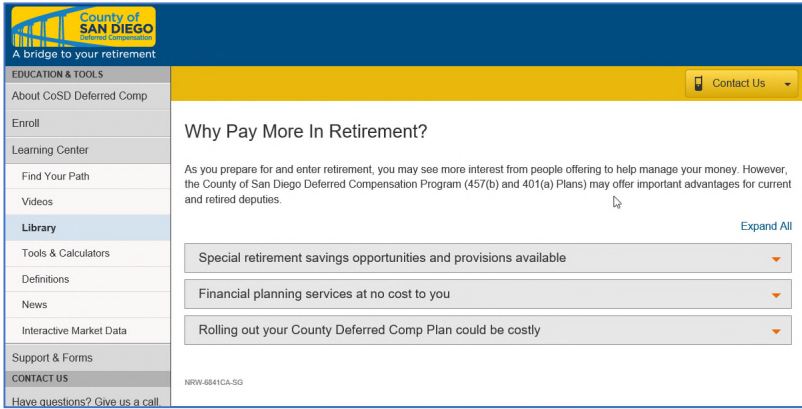 County of
SAN DIEGO
Deferred Compensation
A bridge to your retirement
EDUCATION & TOOLS
About CoSD Deferred Comp
Enroll
Learning Center
Find Your Path
Videos
Library
Tools & Calculators
Definitions
News
Interactive Market Data
Support & Forms
CONTACT US
Have questions? Give us a call.
Contact Us
Why Pay More In Retirement?
As you prepare for and enter retirement, you may see more interest from people offering to help manage your money. However,
the County of San Diego Deferred Compensation Program (457(b) and 401(a) Plans) may offer important advantages for current
and retired deputies.
Expand All
Special retirement savings opportunities and provisions available
Financial planning services at no cost to you
Rolling out your County Deferred Comp Plan could be costly
NRW-6841CA-SG